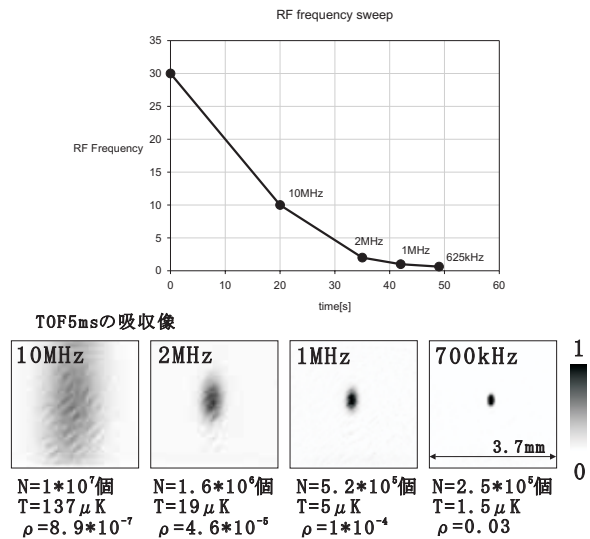 RF frequency sweep
35
30
25
20
15
10
5
0
RF Frequency
10MHz
2MHz
1MHz
625kHz
0 10 20 30 40 50 60
time[s]
TOF5msの吸収像
10MHz 2MHz 1MHz 700kHz 1
3.7mm
0
N=1*10⁷個 N=1.6*10⁶個 N=5.2*10⁵個 N=2.5*10⁵個
T=137μK T=19μK T=5μK T=1.5μK
ρ=8.9*10⁻⁷ ρ=4.6*10⁻⁵ ρ=1*10⁻⁴ ρ=0.03